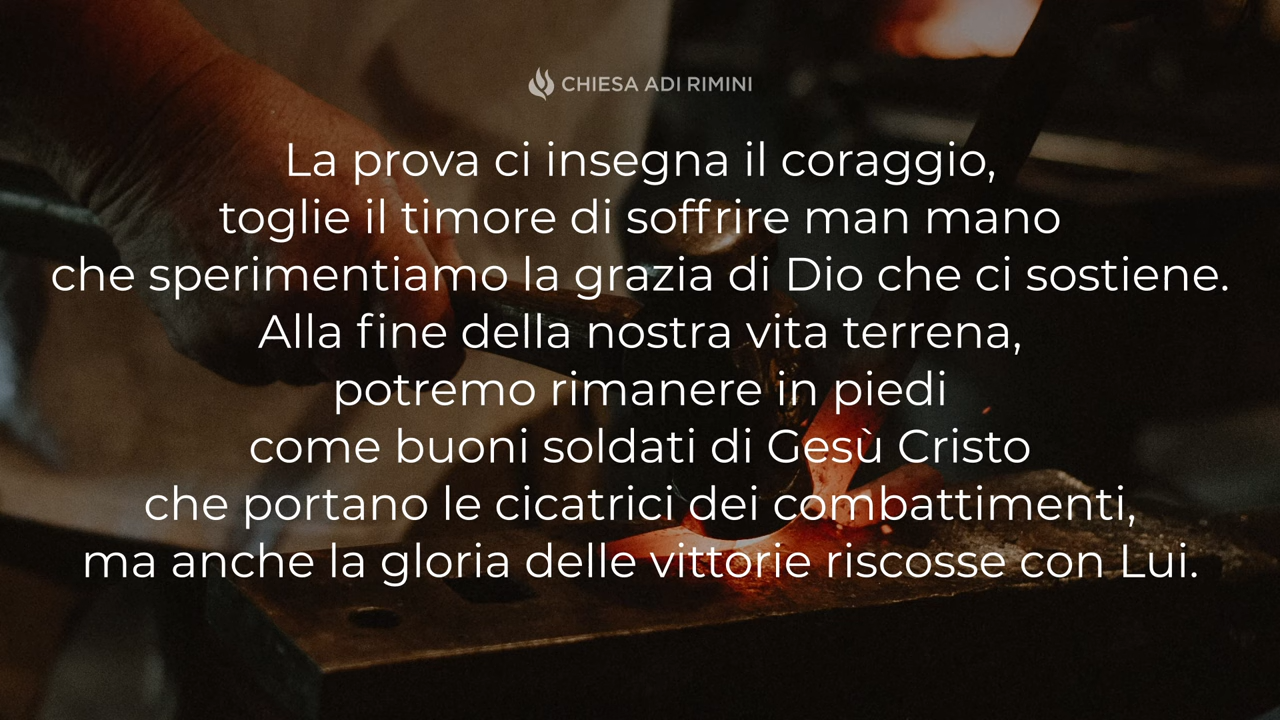 CHIESA ADI RIMINI
La prova ci insegna il coraggio,
toglie il timore di soffrire man mano
che sperimentiamo la grazia di Dio che ci sostiene.
Alla fine della nostra vita terrena,
potremo rimanere in piedi
come buoni soldati di Gesù Cristo
che portano le cicatrici dei combattimenti,
ma anche la gloria delle vittorie riscosse con Lui.